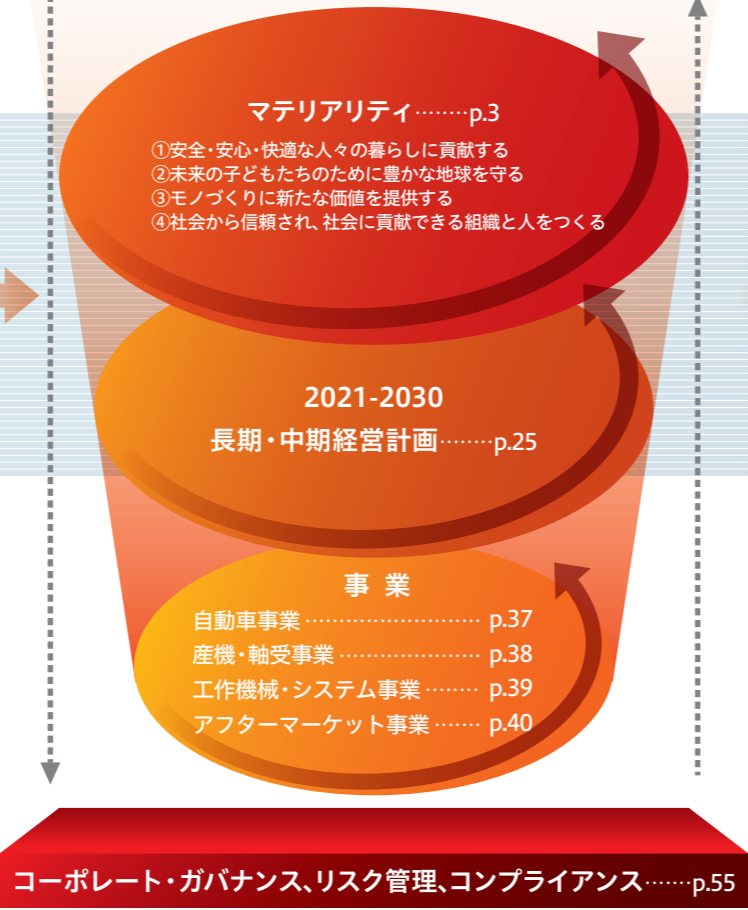 マテリアリティ………p.3
①安全・安心・快適な人々の暮らしに貢献する
②未来の子どもたちのために豊かな地球を守る
③モノづくりに新たな価値を提供する
④社会から信頼され、社会に貢献できる組織と人をつくる
2021-2030
長期・中期経営計画………p.25
事 業
自動車事業………………………p.37
産機・軸受事業…………………p.38
工作機械・システム事業………p.39
アフターマーケット事業………p.40
コーポレート・ガバナンス、リスク管理、コンプライアンス………p.55